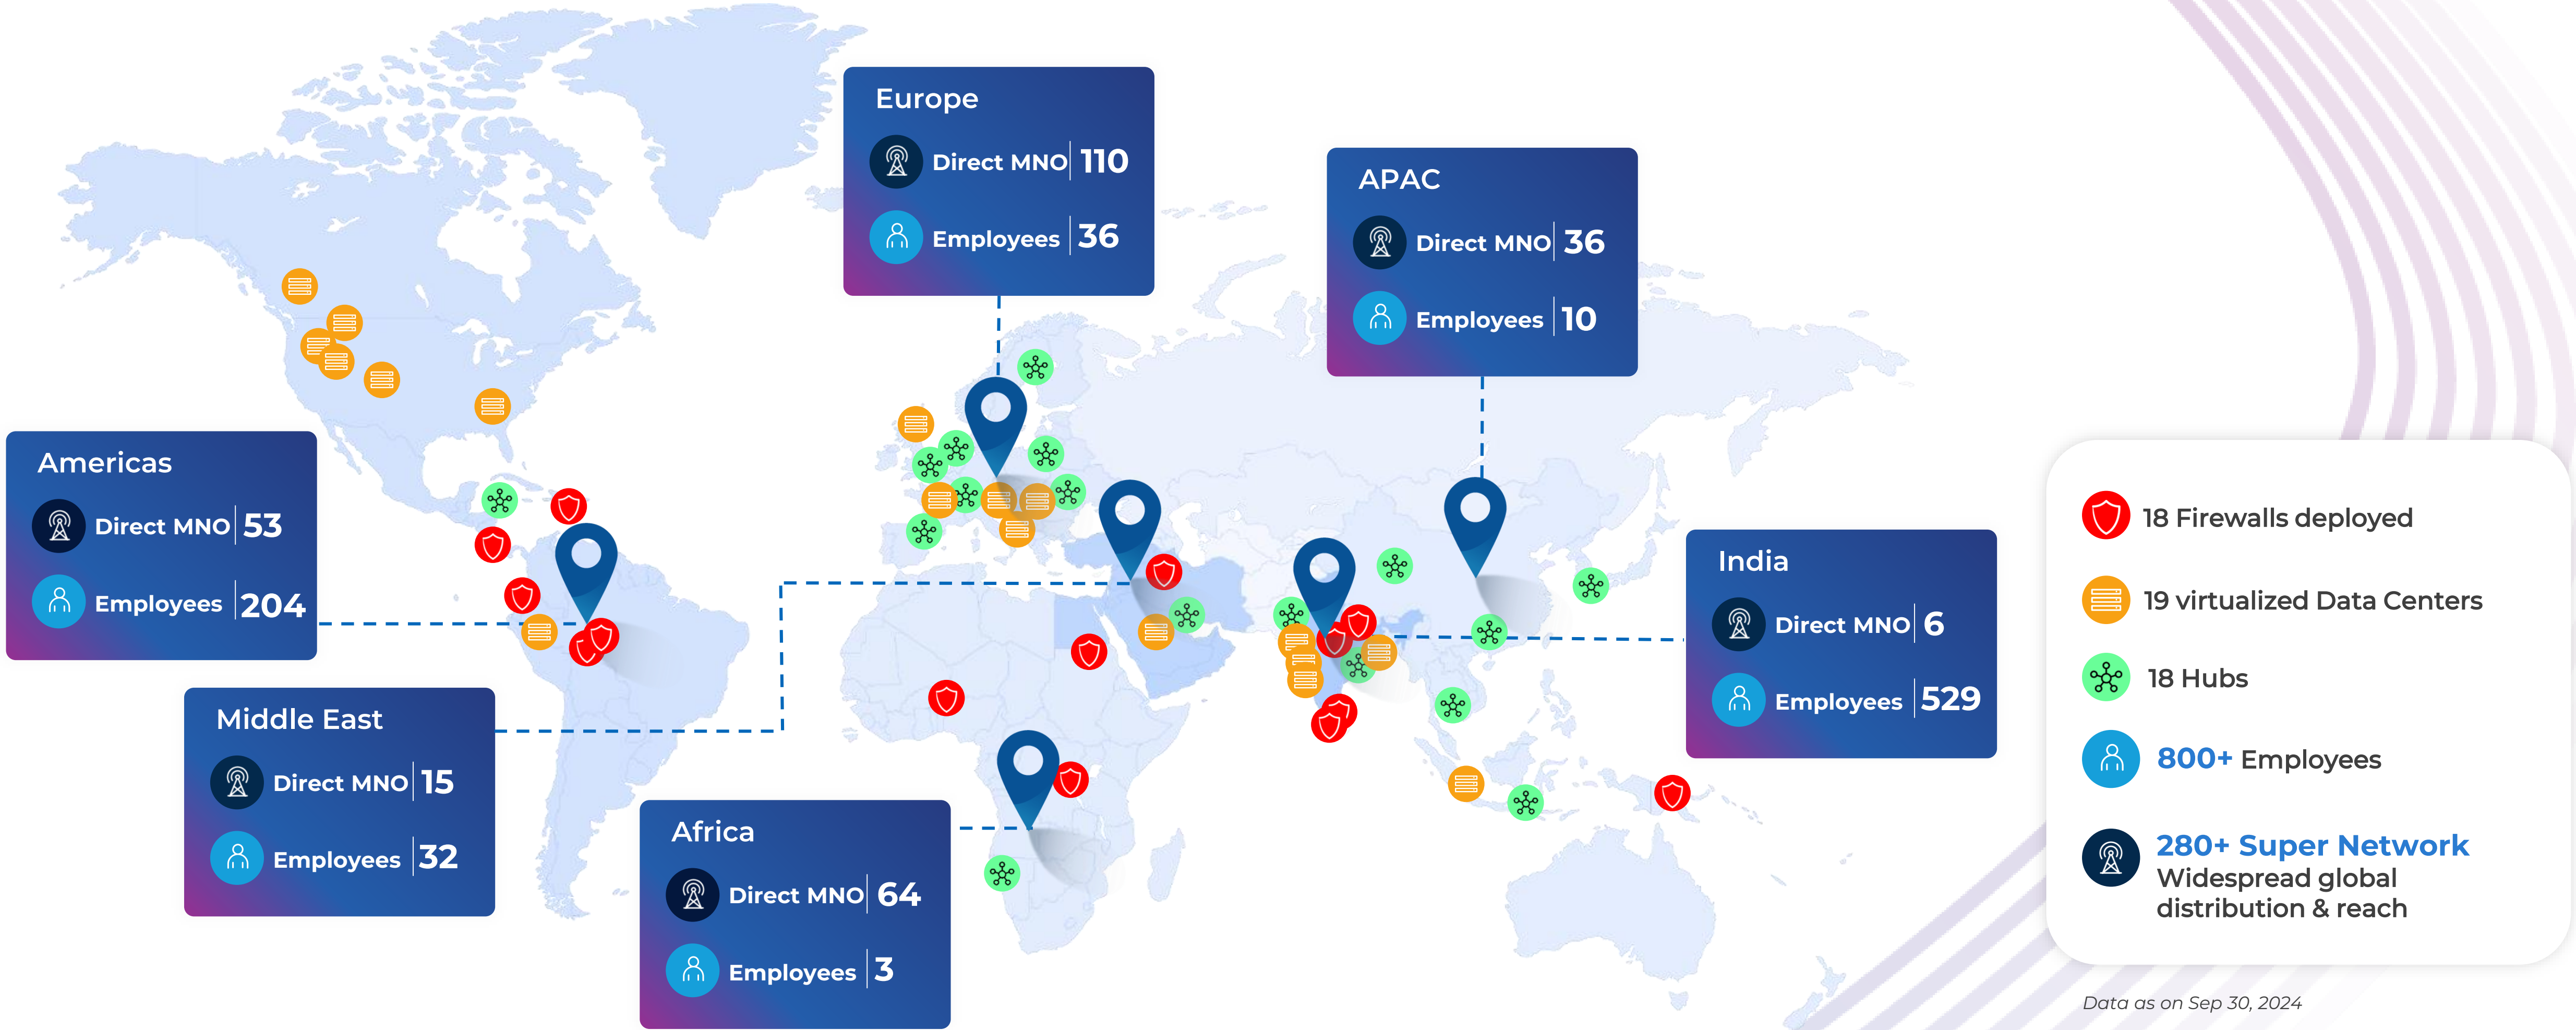 Europe
Direct MNO 110
Employees 36
APAC
Direct MNO 36
Employees 10
Americas
Direct MNO 53
Employees 204
India
Direct MNO 6
Employees 529
Middle East
Direct MNO 15
Employees 32
Africa
Direct MNO 64
Employees 3
18 Firewalls deployed
19 virtualized Data Centers
18 Hubs
800+ Employees
280+ Super Network
Widespread global
distribution & reach
Data as on Sep 30, 2024